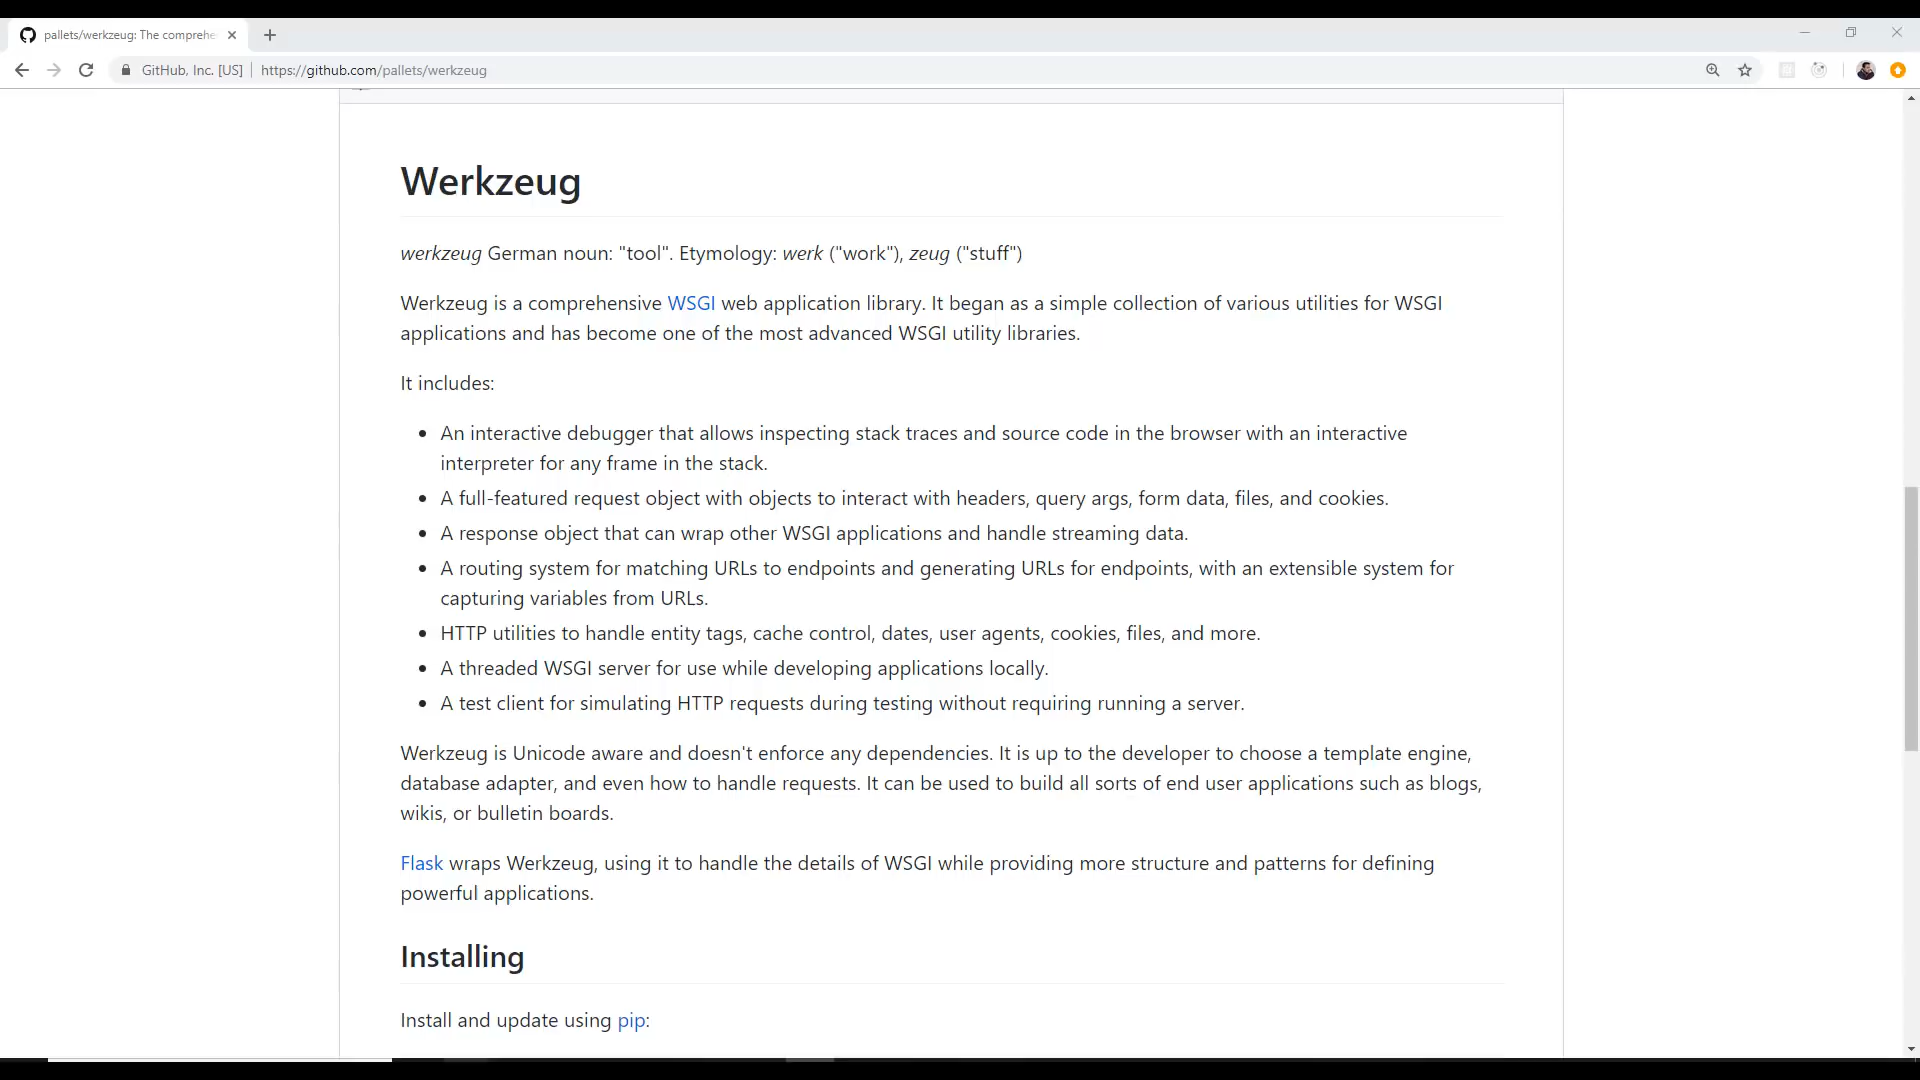 pallets/werkzeug: The comprehe
GitHub, Inc. [US]
https://github.com/pallets/werkzeug
Werkzeug
werkzeug German noun: "tool". Etymology: werk ("work"), zeug ("stuff")
Werkzeug is a comprehensive WSGI web application library. It began as a simple collection of various utilities for WSGI
applications and has become one of the most advanced WSGI utility libraries.
It includes:
An interactive debugger that allows inspecting stack traces and source code in the browser with an interactive
interpreter for any frame in the stack.
A full-featured request object with objects to interact with headers, query args, form data, files, and cookies.
A response object that can wrap other WSGI applications and handle streaming data.
A routing system for matching URLs to endpoints and generating URLs for endpoints, with an extensible system for
capturing variables from URLs.
HTTP utilities to handle entity tags, cache control, dates, user agents, cookies, files, and more.
A threaded WSGI server for use while developing applications locally.
A test client for simulating HTTP requests during testing without requiring running a server.
Werkzeug is Unicode aware and doesn't enforce any dependencies. It is up to the developer to choose a template engine,
database adapter, and even how to handle requests. It can be used to build all sorts of end user applications such as blogs,
wikis, or bulletin boards.
Flask wraps Werkzeug, using it to handle the details of WSGI while providing more structure and patterns for defining
powerful applications.
Installing
Install and update using pip: